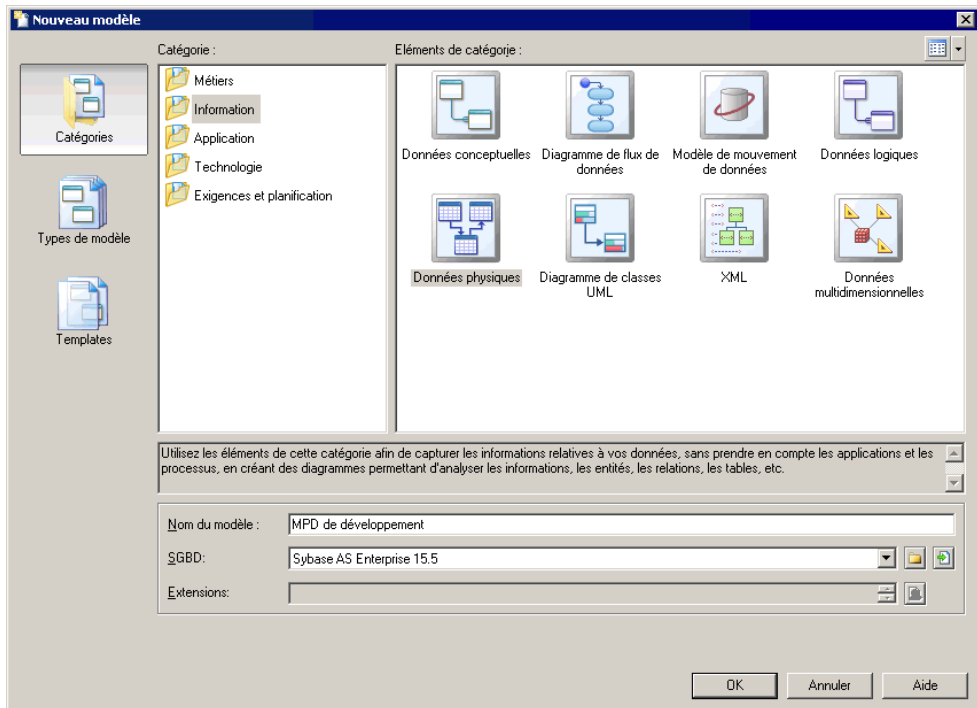 Nouveau modèle
Catégorie :
Eléments de catégorie :
Catégories
Types de modèle
Templates
Métiers
Information
Application
Technologie
Exigences et planification
Données conceptuelles
Diagramme de flux de
données
Modèle de mouvement
de données
Données logiques
Données physiques
Diagramme de classes
UML
XML
Données
multidimensionnelles
Utilisez les éléments de cette catégorie afin de capturer les informations relatives à vos données, sans prendre en compte les applications et les
processus, en créant des diagrammes permettant d'analyser les informations, les entités, les relations, les tables, etc.
Nom du modèle :
MPD de développement
SGBD:
Sybase AS Enterprise 15.5
Extensions:
OK
Annuler
Aide